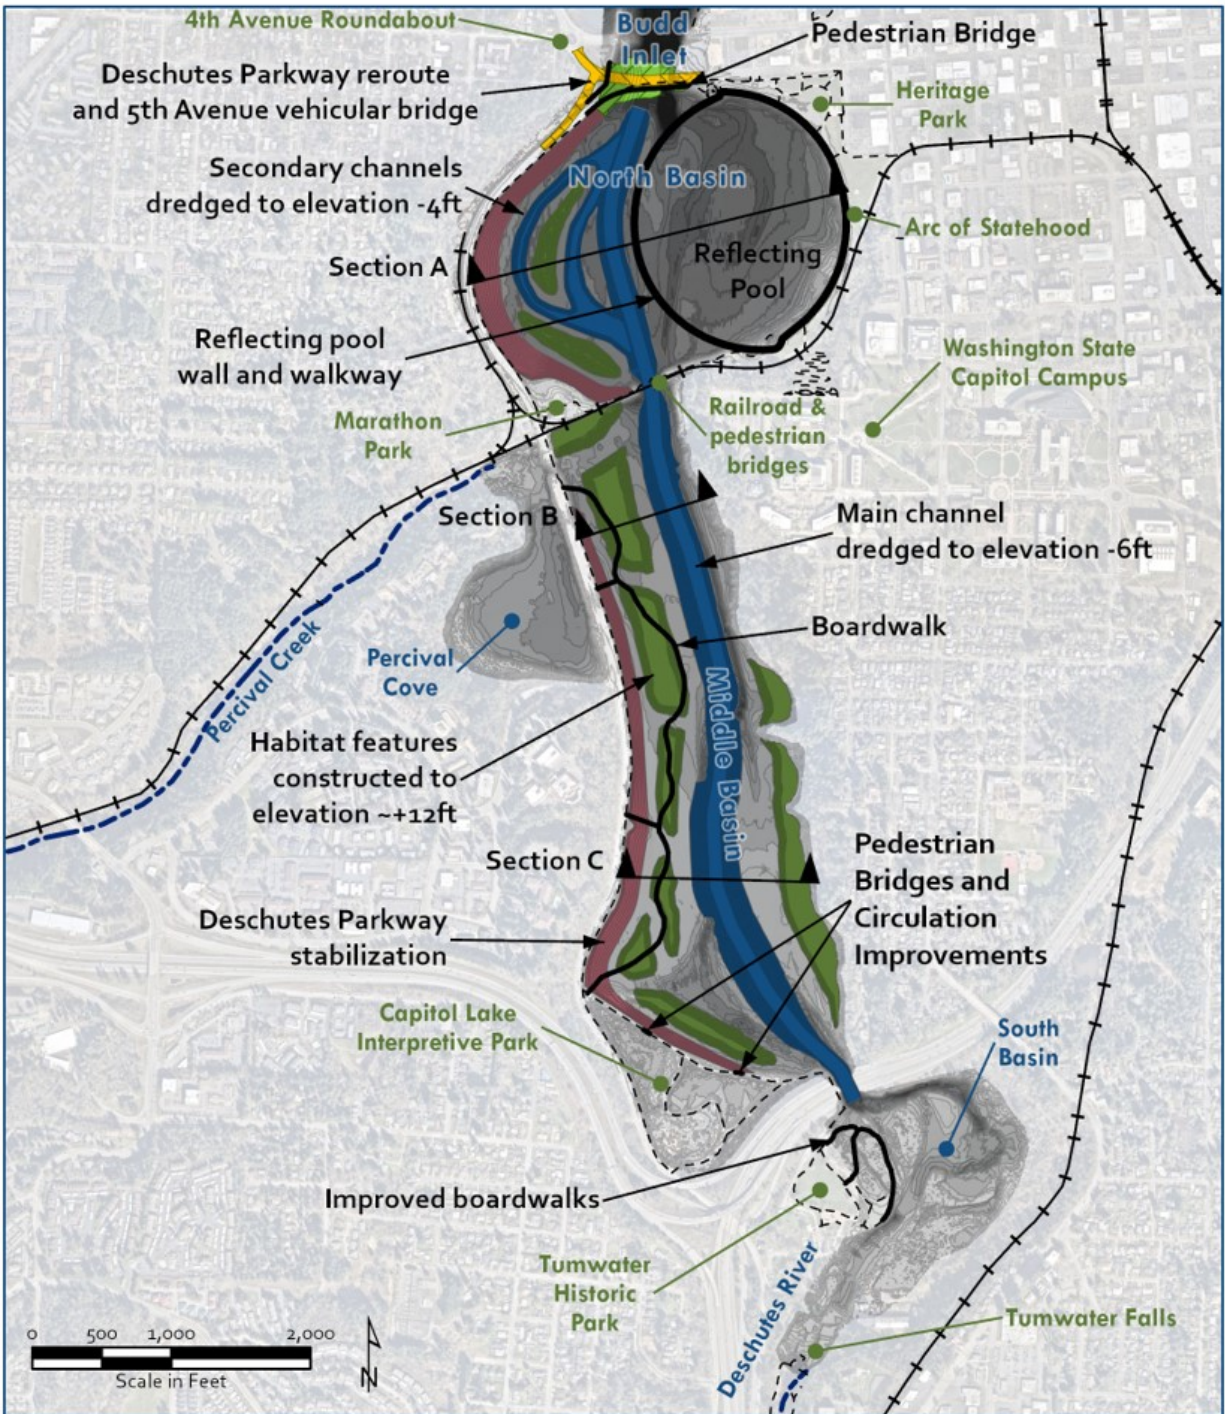 4th Avenue Roundabout
Budd
Inlet
Pedestrian Bridge
Deschutes Parkway reroute
and 5th Avenue vehicular bridge
Heritage
Park
Secondary channels
dredged to elevation -4ft
North Basin
Arc of Statehood
Section A
Reflecting
Pool
Reflecting pool
wall and walkway
Washington State
Capitol Campus
Marathon
Park
Railroad &
pedestrian
bridges
Section B
Main channel
dredged to elevation -6ft
Boardwalk
Percival Creek
Percival
Cove
Middle Basin
Habitat features
constructed to
elevation ~+12ft
Section C
Pedestrian
Bridges and
Circulation
Improvements
Deschutes Parkway
stabilization
Capitol Lake
Interpretive Park
South
Basin
Improved boardwalks
Tumwater
Historic
Park
Deschutes River
Tumwater Falls
0 500 1,000 2,000
Scale in Feet
N